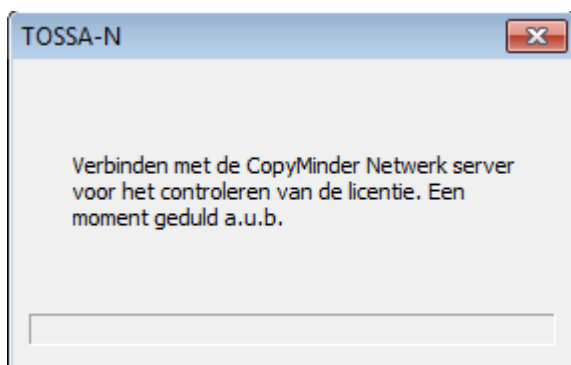 TOSSA-N
Verbinden met de CopyMinder Netwerk server
voor het controleren van de licentie. Een
moment geduld a.u.b.